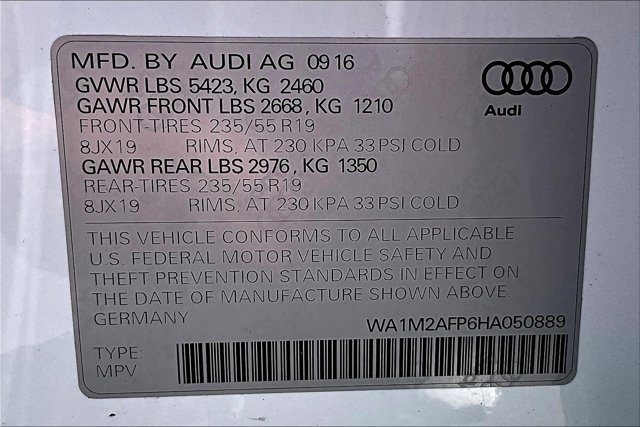 MFD. BY AUDI AG 09 16
GVWR LBS 5423, KG 2460
GAWR FRONT LBS 2668, KG 1210
FRONT-TIRES 235/55 R19
8JX19 RIMS, AT 230 KPA 33 PSI COLD
GAWR REAR LBS 2976, KG 1350
REAR-TIRES 235/55 R19
8JX19 RIMS, AT 230 KPA 33 PSI COLD
Audi
THIS VEHICLE CONFORMS TO ALL APPLICABLE
U.S. FEDERAL MOTOR VEHICLE SAFETY AND
THEFT PREVENTION STANDARDS IN EFFECT ON
THE DATE OF MANUFACTURE SHOWN ABOVE
GERMANY WA1M2AFP6HA050889
TYPE:
MPV